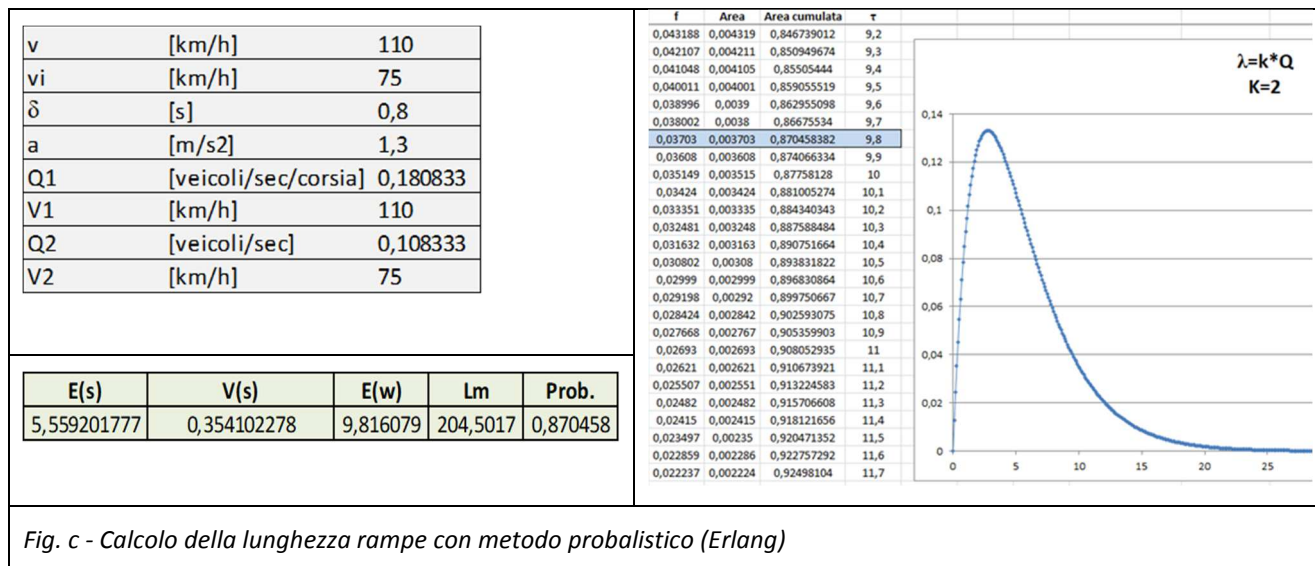 v [km/h] 110
vi [km/h] 75
δ [s] 0,8
a [m/s2] 1,3
Q1 [veicoli/sec/corsia] 0,180833
V1 [km/h] 110
Q2 [veicoli/sec] 0,108333
V2 [km/h] 75
E(s) V(s) E(w) Lm Prob.
5,559201777 0,354102278 9,816079 204,5017 0,870458
f Area Area cumulata τ
0,043188 0,004319 0,846739012 9,2
0,042107 0,004211 0,850949674 9,3
0,041048 0,004105 0,85505444 9,4
0,040011 0,004001 0,859055519 9,5
0,038996 0,0039 0,862955098 9,6
0,038002 0,0038 0,86675534 9,7
0,03703 0,003703 0,870458382 9,8
0,03608 0,003608 0,874066334 9,9
0,035149 0,003515 0,87758128 10
0,03424 0,003424 0,881005274 10,1
0,033351 0,003335 0,884340343 10,2
0,032481 0,003248 0,887588484 10,3
0,031632 0,003163 0,890751664 10,4
0,030802 0,00308 0,893831822 10,5
0,02999 0,002999 0,896830864 10,6
0,029198 0,00292 0,899750667 10,7
0,028424 0,002842 0,902593075 10,8
0,027668 0,002767 0,905359903 10,9
0,02693 0,002693 0,908052935 11
0,02621 0,002621 0,910673921 11,1
0,025507 0,002551 0,913224583 11,2
0,02482 0,002482 0,915706608 11,3
0,02415 0,002415 0,918121656 11,4
0,023497 0,00235 0,920471352 11,5
0,022859 0,002286 0,922757292 11,6
0,022237 0,002224 0,92498104 11,7
λ=k*Q
K=2
0,14
0,12
0,1
0,08
0,06
0,04
0,02
0
0 5 10 15 20 25
Fig. c - Calcolo della lunghezza rampe con metodo probalistico (Erlang)